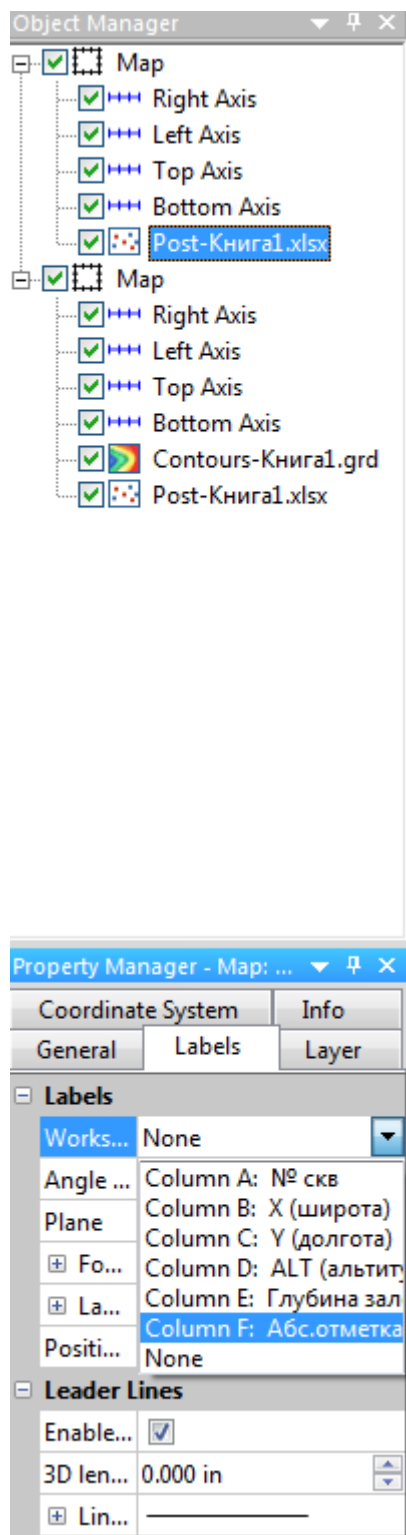 Object Manager
Map
Right Axis
Left Axis
Top Axis
Bottom Axis
Post-Книга1.xlsx
Map
Right Axis
Left Axis
Top Axis
Bottom Axis
Contours-Книга1.grd
Post-Книга1.xlsx
Property Manager - Map: ...
Coordinate System Info
General Labels Layer
Labels
Works... None
Angle ... Column A: № скв
Column B: X (широта)
Plane Column C: Y (долгота)
Fo... Column D: ALT (альтит
La... Column E: Глубина зал
Column F: Абс.отметка
Positi... None
Leader Lines
Enable...
3D len... 0.000 in
Lin...